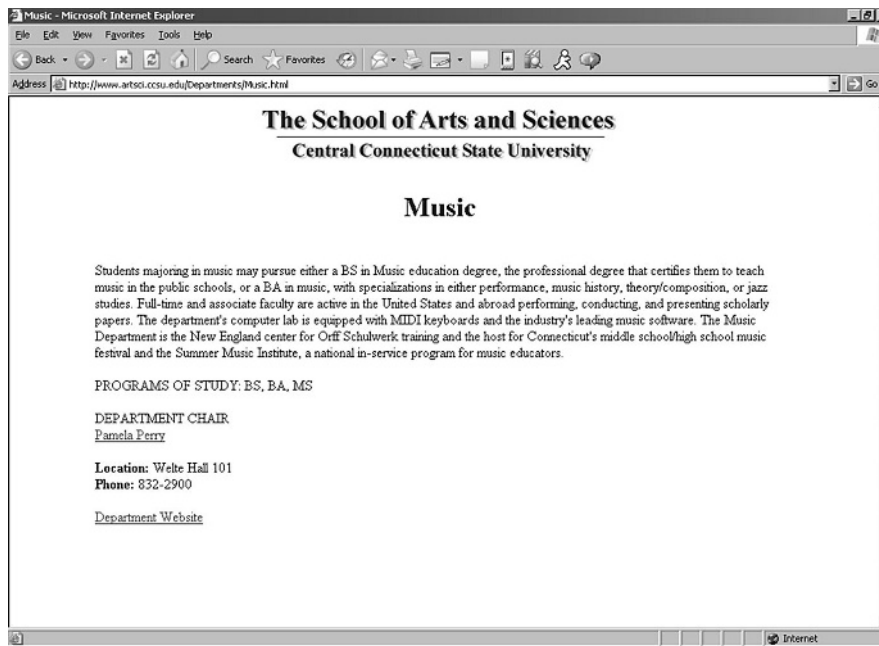 Music - Microsoft Internet Explorer
File Edit View Favorites Tools Help
Back Search Favorites
Address http://www.artsci.ccsu.edu/Departments/Music.html Go
The School of Arts and Sciences
Central Connecticut State University
Music
Students majoring in music may pursue either a BS in Music education degree, the professional degree that certifies them to teach
music in the public schools, or a BA in music, with specializations in either performance, music history, theory/composition, or jazz
studies. Full-time and associate faculty are active in the United States and abroad performing, conducting, and presenting scholarly
papers. The department's computer lab is equipped with MIDI keyboards and the industry's leading music software. The Music
Department is the New England center for Orff Schulwerk training and the host for Connecticut's middle school/high school music
festival and the Summer Music Institute, a national in-service program for music educators.
PROGRAMS OF STUDY: BS, BA, MS
DEPARTMENT CHAIR
Pamela Perry
Location: Welte Hall 101
Phone: 832-2900
Department Website
Internet